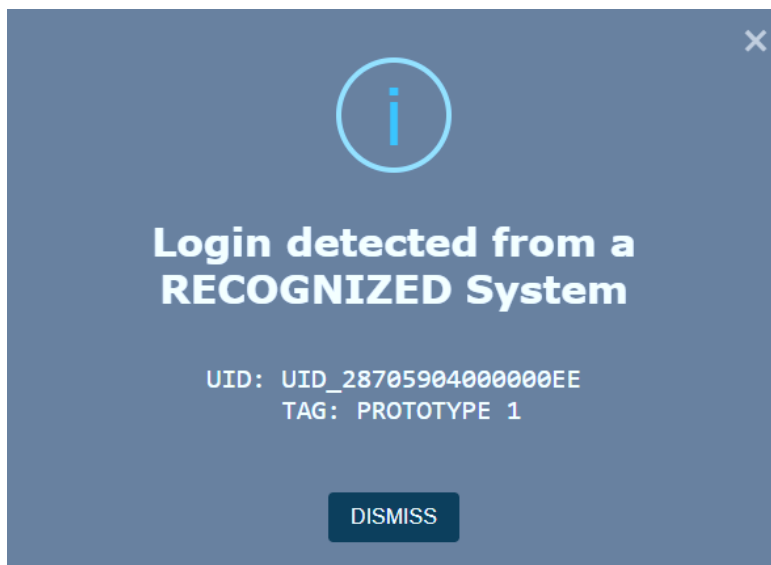 i
Login detected from a
RECOGNIZED System
UID: UID_28705904000000EE
TAG: PROTOTYPE 1
DISMISS